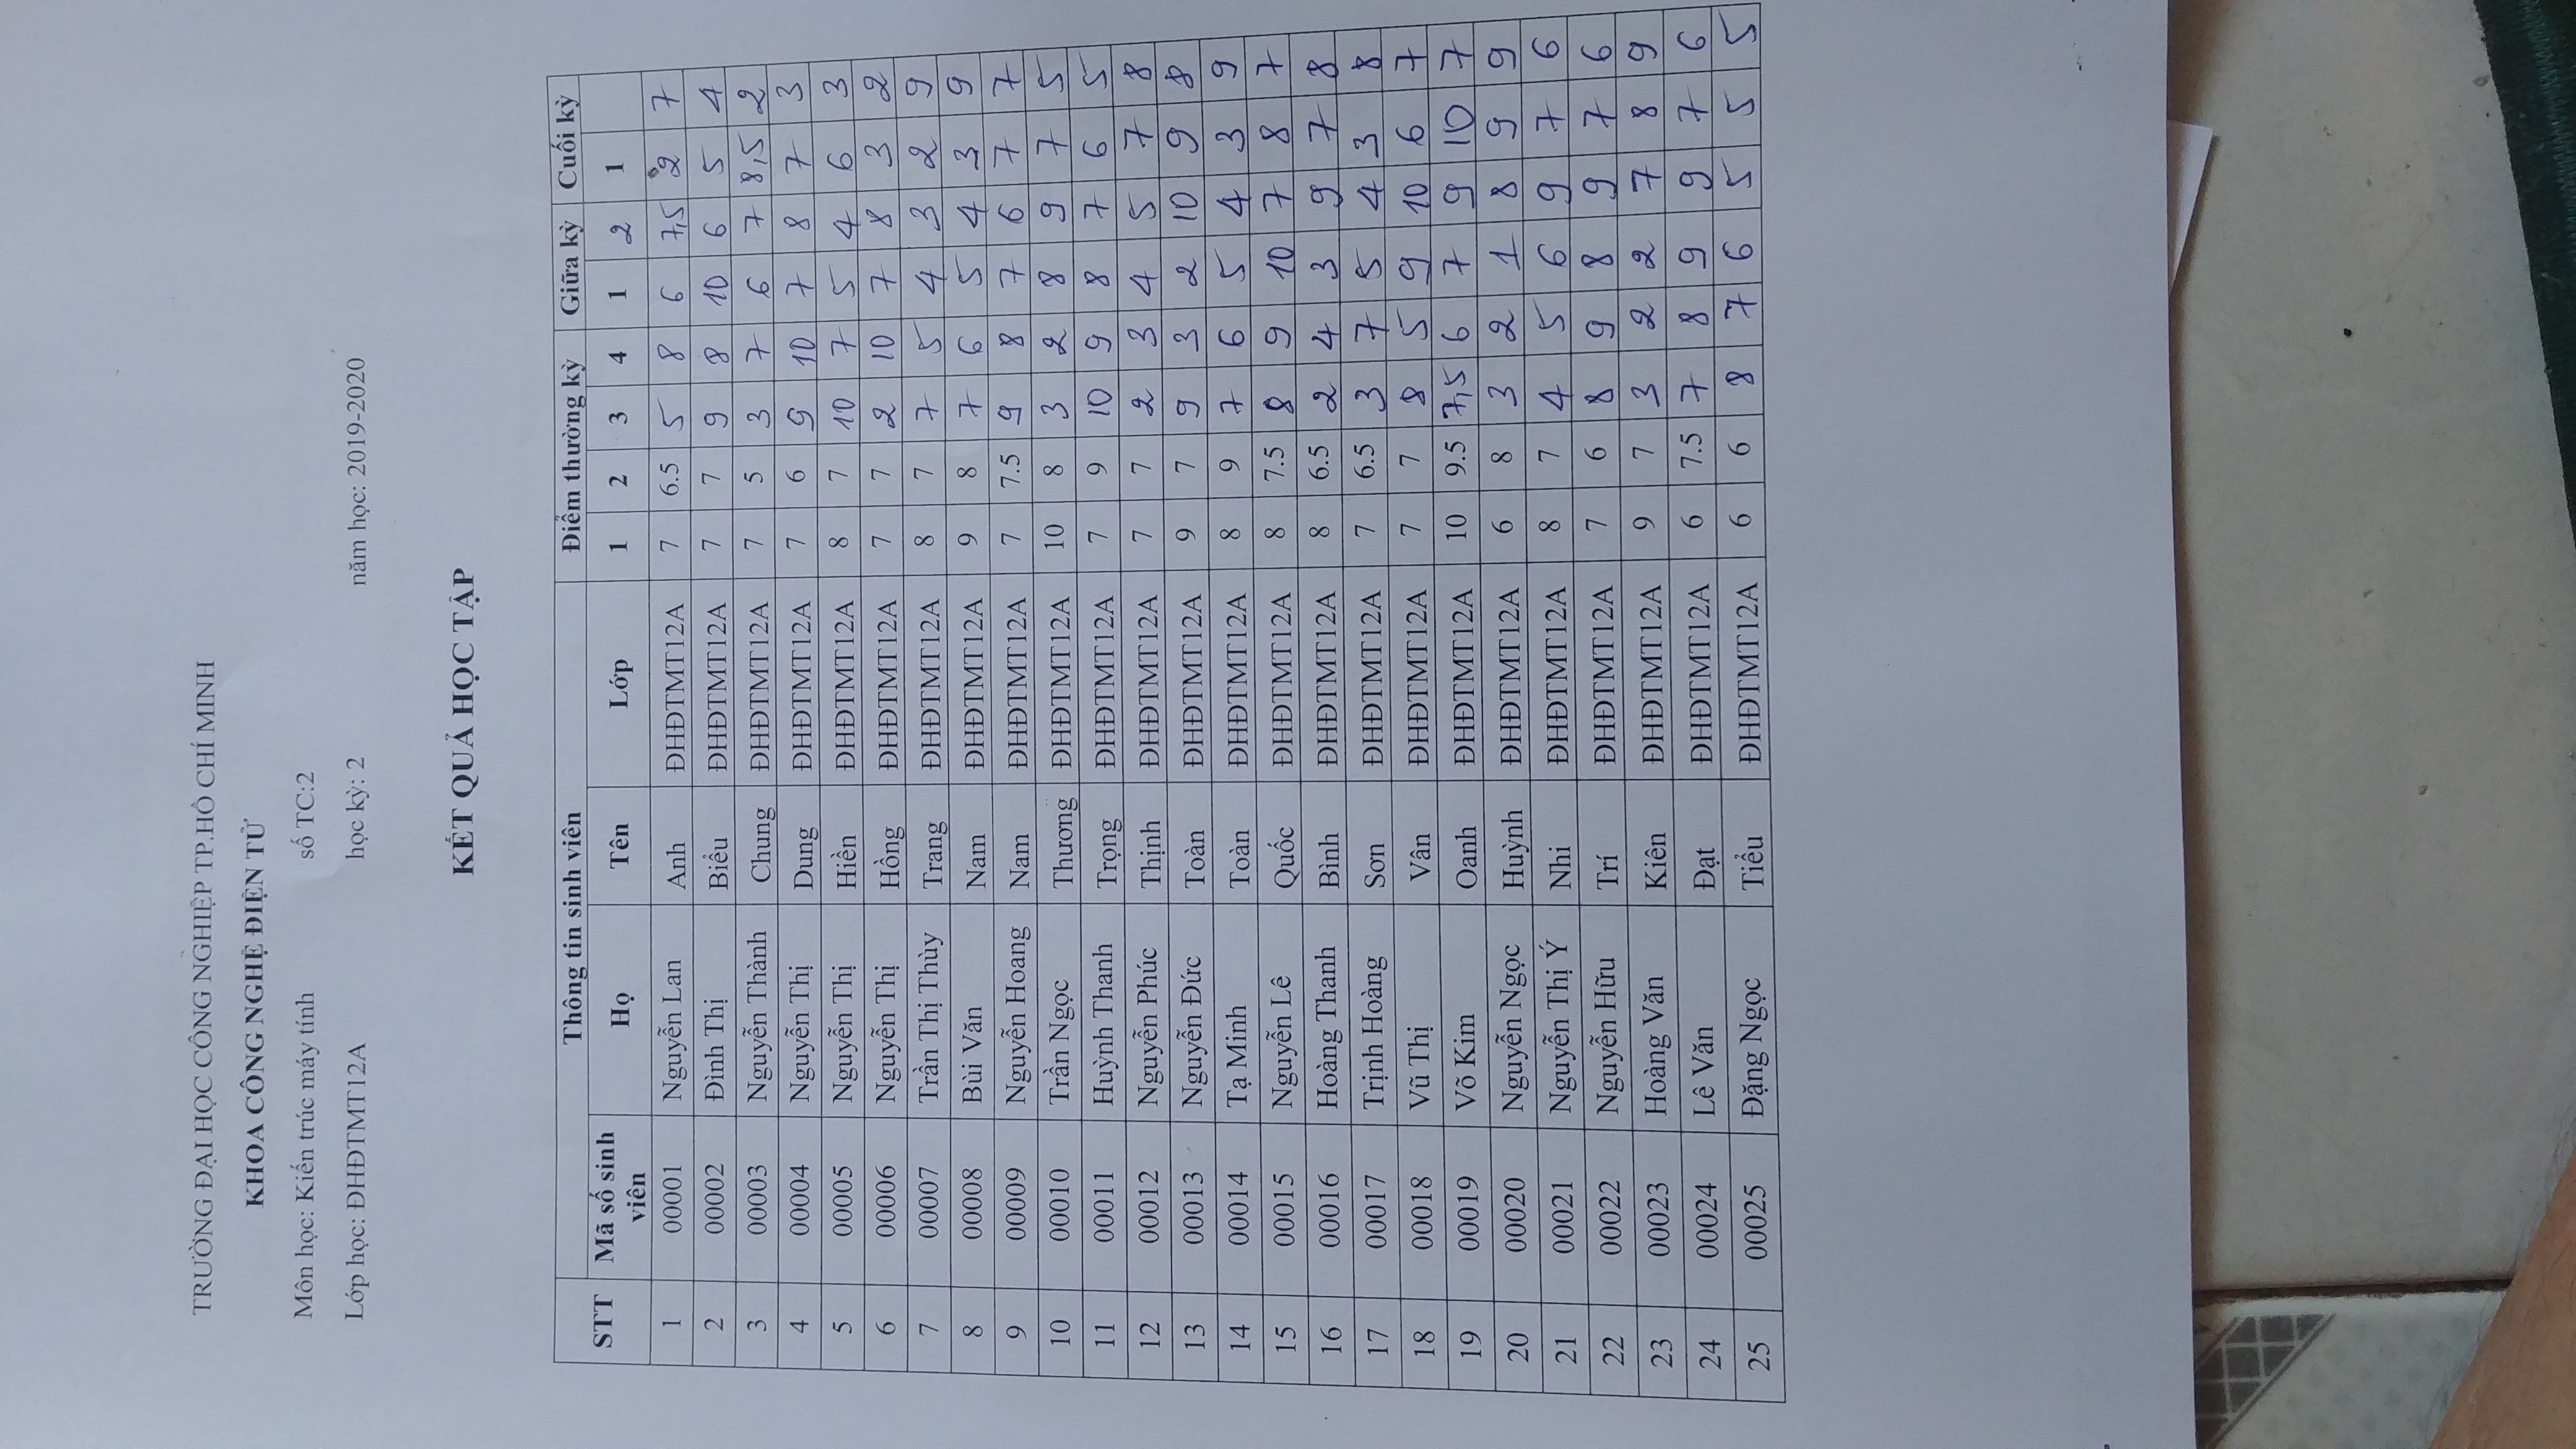 TRƯỜNG ĐẠI HỌC CÔNG NGHIỆP TP.HỒ CHÍ MINH
KHOA CÔNG NGHỆ ĐIỆN TỬ
Môn học: Kiến trúc máy tính số TC:2
Lớp học: ĐHĐTMT12A học kỳ: 2 năm học: 2019-2020
KẾT QUẢ HỌC TẬP
STT Thông tin sinh viên Điểm thường kỳ Giữa kỳ Cuối kỳ
Mã số sinh viên Họ Tên Lớp 1 2 3 4 1 2 1
1 00001 Nguyễn Lan Anh ĐHĐTMT12A 7 6.5 5 8 6 7,5 2 7
2 00002 Đình Thị Biểu ĐHĐTMT12A 7 7 9 8 10 6 5 4
3 00003 Nguyễn Thành Chung ĐHĐTMT12A 7 5 3 7 6 7 8,5 2
4 00004 Nguyễn Thị Dung ĐHĐTMT12A 7 6 9 10 7 8 7 3
5 00005 Nguyễn Thị Hiền ĐHĐTMT12A 8 7 10 7 5 4 6 3
6 00006 Nguyễn Thị Hồng ĐHĐTMT12A 7 7 2 10 7 8 3 2
7 00007 Trần Thị Thùy Trang ĐHĐTMT12A 8 7 7 5 4 3 2 9
8 00008 Bùi Văn Nam ĐHĐTMT12A 9 8 7 6 5 4 3 9
9 00009 Nguyễn Hoang Nam ĐHĐTMT12A 7 7.5 9 8 7 6 7 7
10 00010 Trần Ngọc Thương ĐHĐTMT12A 10 8 3 2 8 9 7 5
11 00011 Huỳnh Thanh Trọng ĐHĐTMT12A 7 9 10 9 8 7 6 5
12 00012 Nguyễn Phúc Thịnh ĐHĐTMT12A 7 7 2 3 4 5 7 8
13 00013 Nguyễn Đức Toàn ĐHĐTMT12A 9 7 9 3 2 10 9 8
14 00014 Tạ Minh Toàn ĐHĐTMT12A 8 9 7 6 5 4 3 9
15 00015 Nguyễn Lê Quốc ĐHĐTMT12A 8 7.5 8 9 10 7 8 7
16 00016 Hoàng Thanh Bình ĐHĐTMT12A 8 6.5 2 4 3 9 7 8
17 00017 Trịnh Hoàng Sơn ĐHĐTMT12A 7 6.5 3 7 5 4 3 8
18 00018 Vũ Thị Vân ĐHĐTMT12A 7 7 8 5 9 10 6 7
19 00019 Võ Kim Oanh ĐHĐTMT12A 10 9.5 7,5 6 7 9 10 7
20 00020 Nguyễn Ngọc Huỳnh ĐHĐTMT12A 6 8 3 2 1 8 9 9
21 00021 Nguyễn Thị Ý Nhi ĐHĐTMT12A 8 7 4 5 6 9 7 6
22 00022 Nguyễn Hữu Trí ĐHĐTMT12A 7 6 8 9 8 9 7 6
23 00023 Hoàng Văn Kiên ĐHĐTMT12A 9 7 3 2 2 7 8 9
24 00024 Lê Văn Đạt ĐHĐTMT12A 6 7.5 7 8 9 9 7 6
25 00025 Đặng Ngọc Tiểu ĐHĐTMT12A 6 6 8 7 6 5 5 5